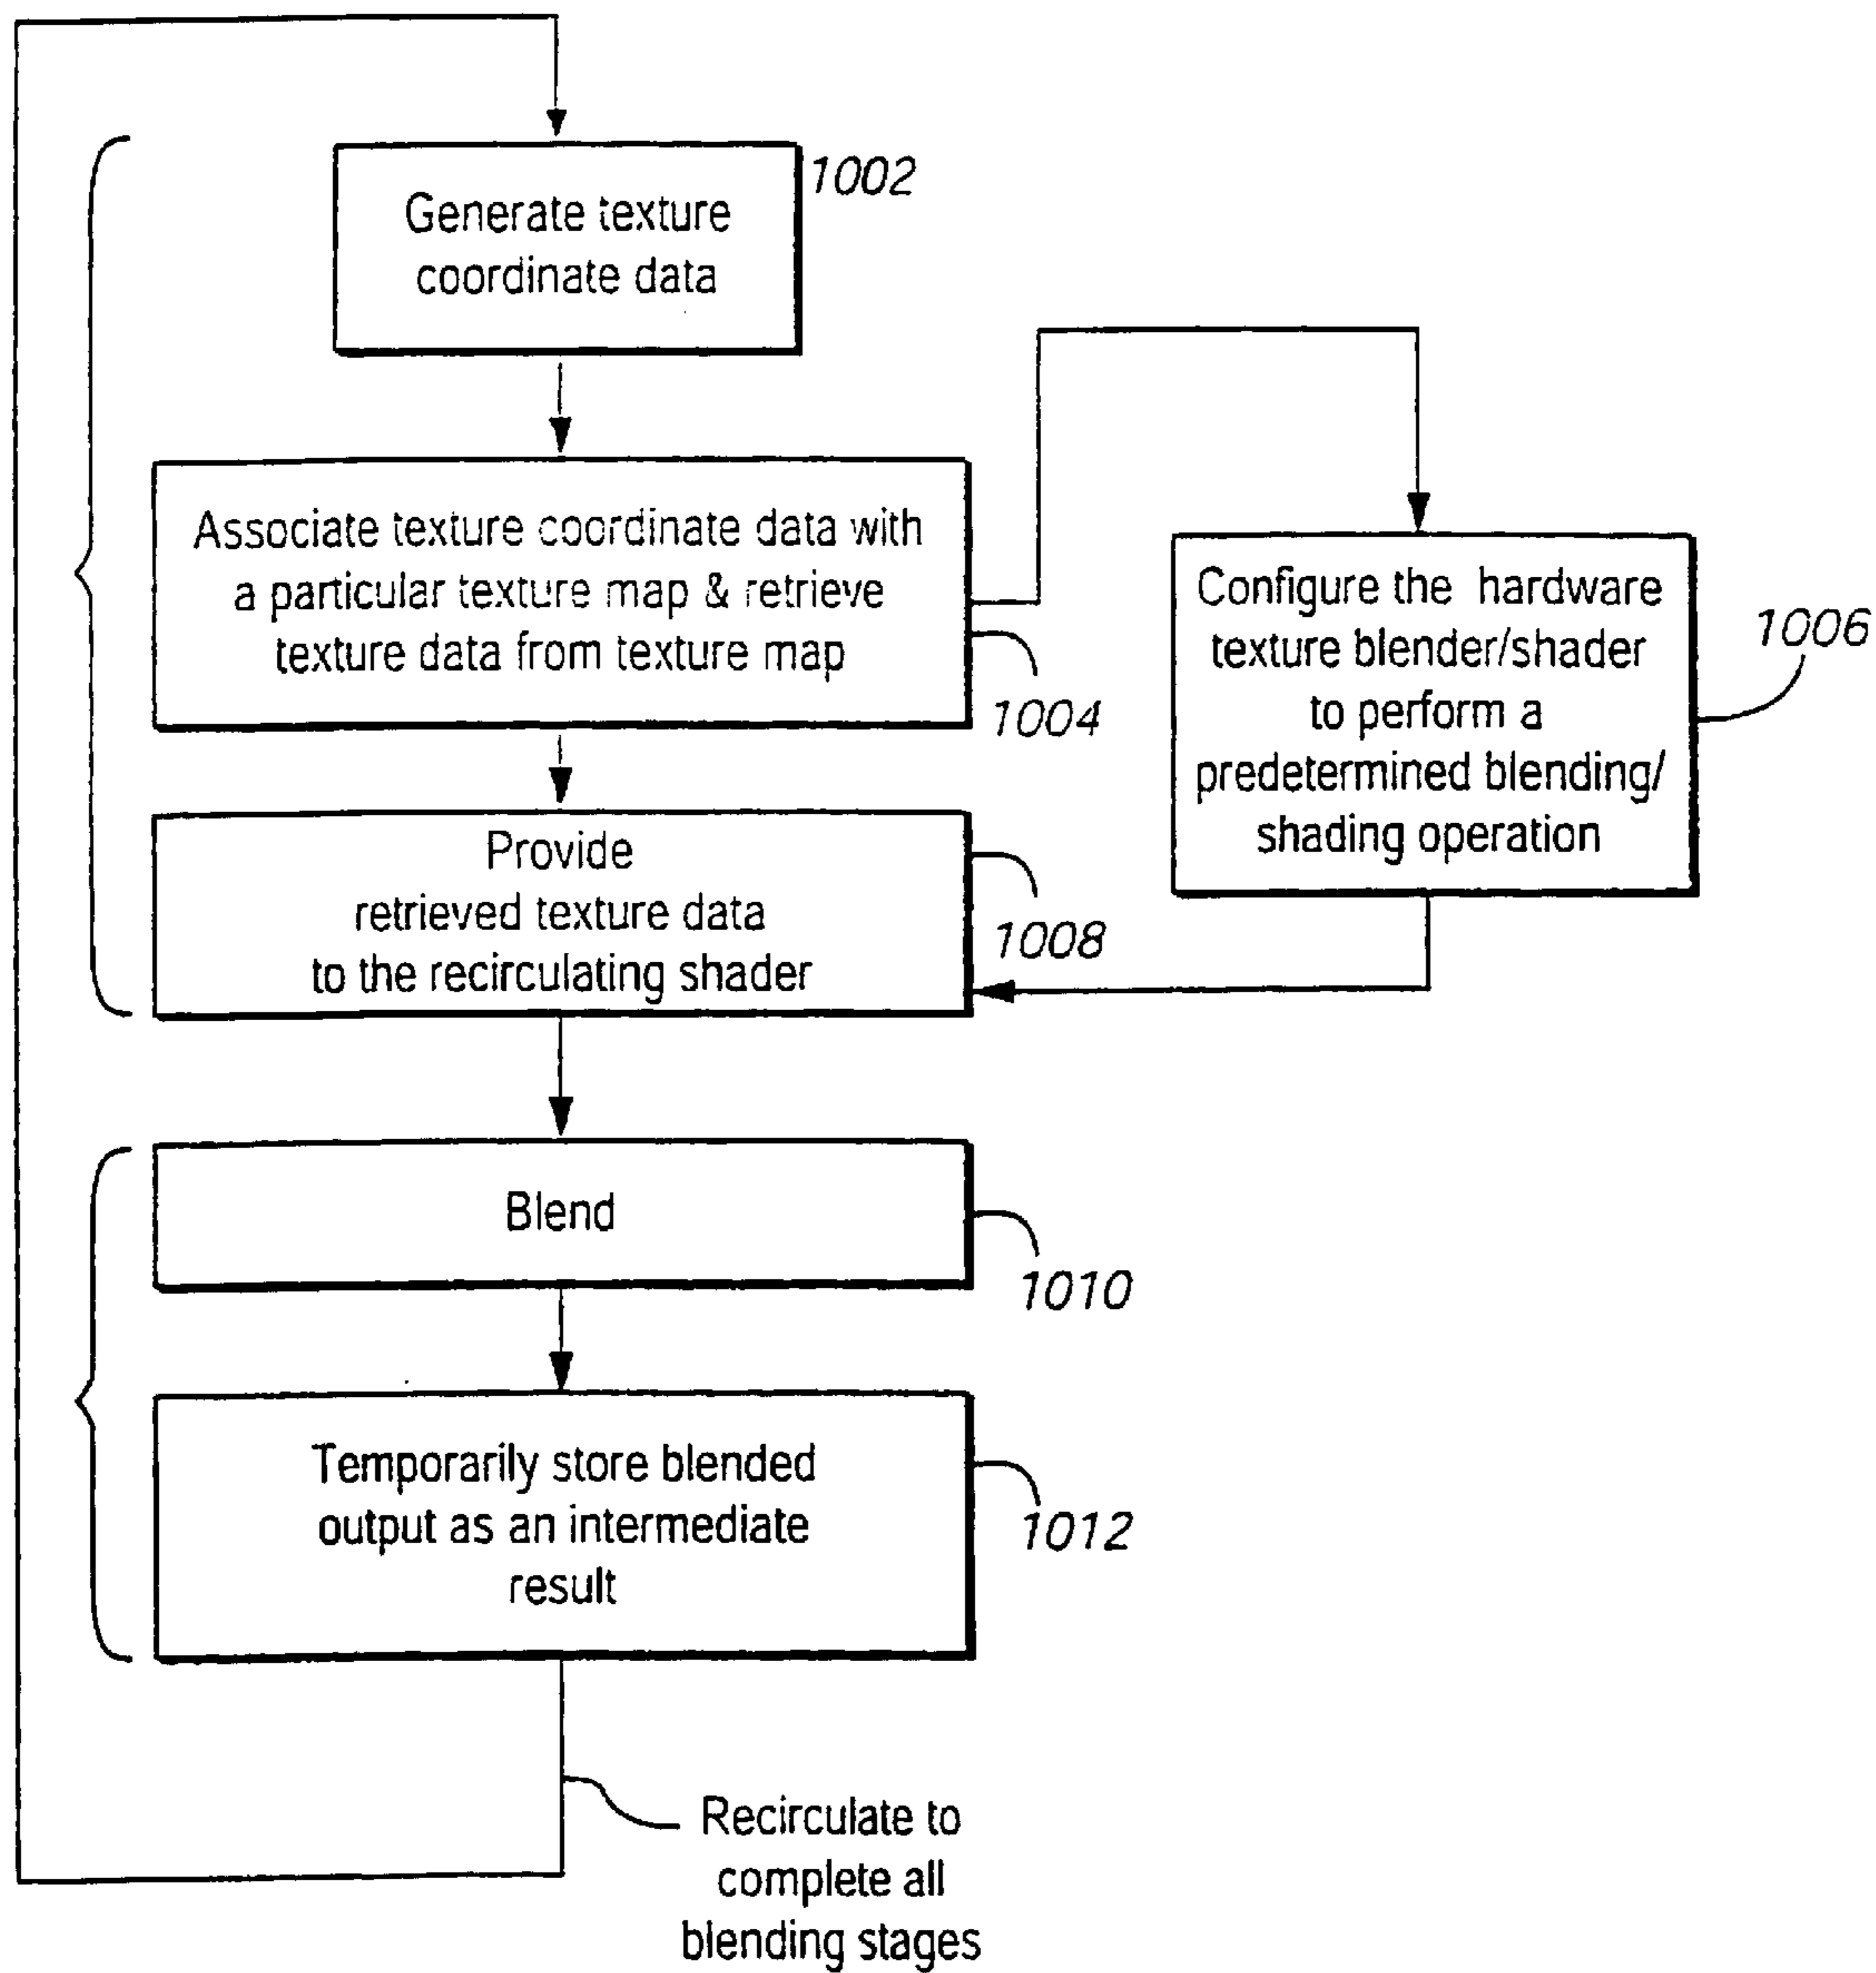 1002
Generate texture
coordinate data
Associate texture coordinate data with
a particular texture map & retrieve
texture data from texture map
1004
Configure the hardware
texture blender/shader
to perform a
predetermined blending/
shading operation
1006
Provide
retrieved texture data
to the recirculating shader
1008
Blend
1010
Temporarily store blended
output as an intermediate
result
1012
Recirculate to
complete all
blending stages